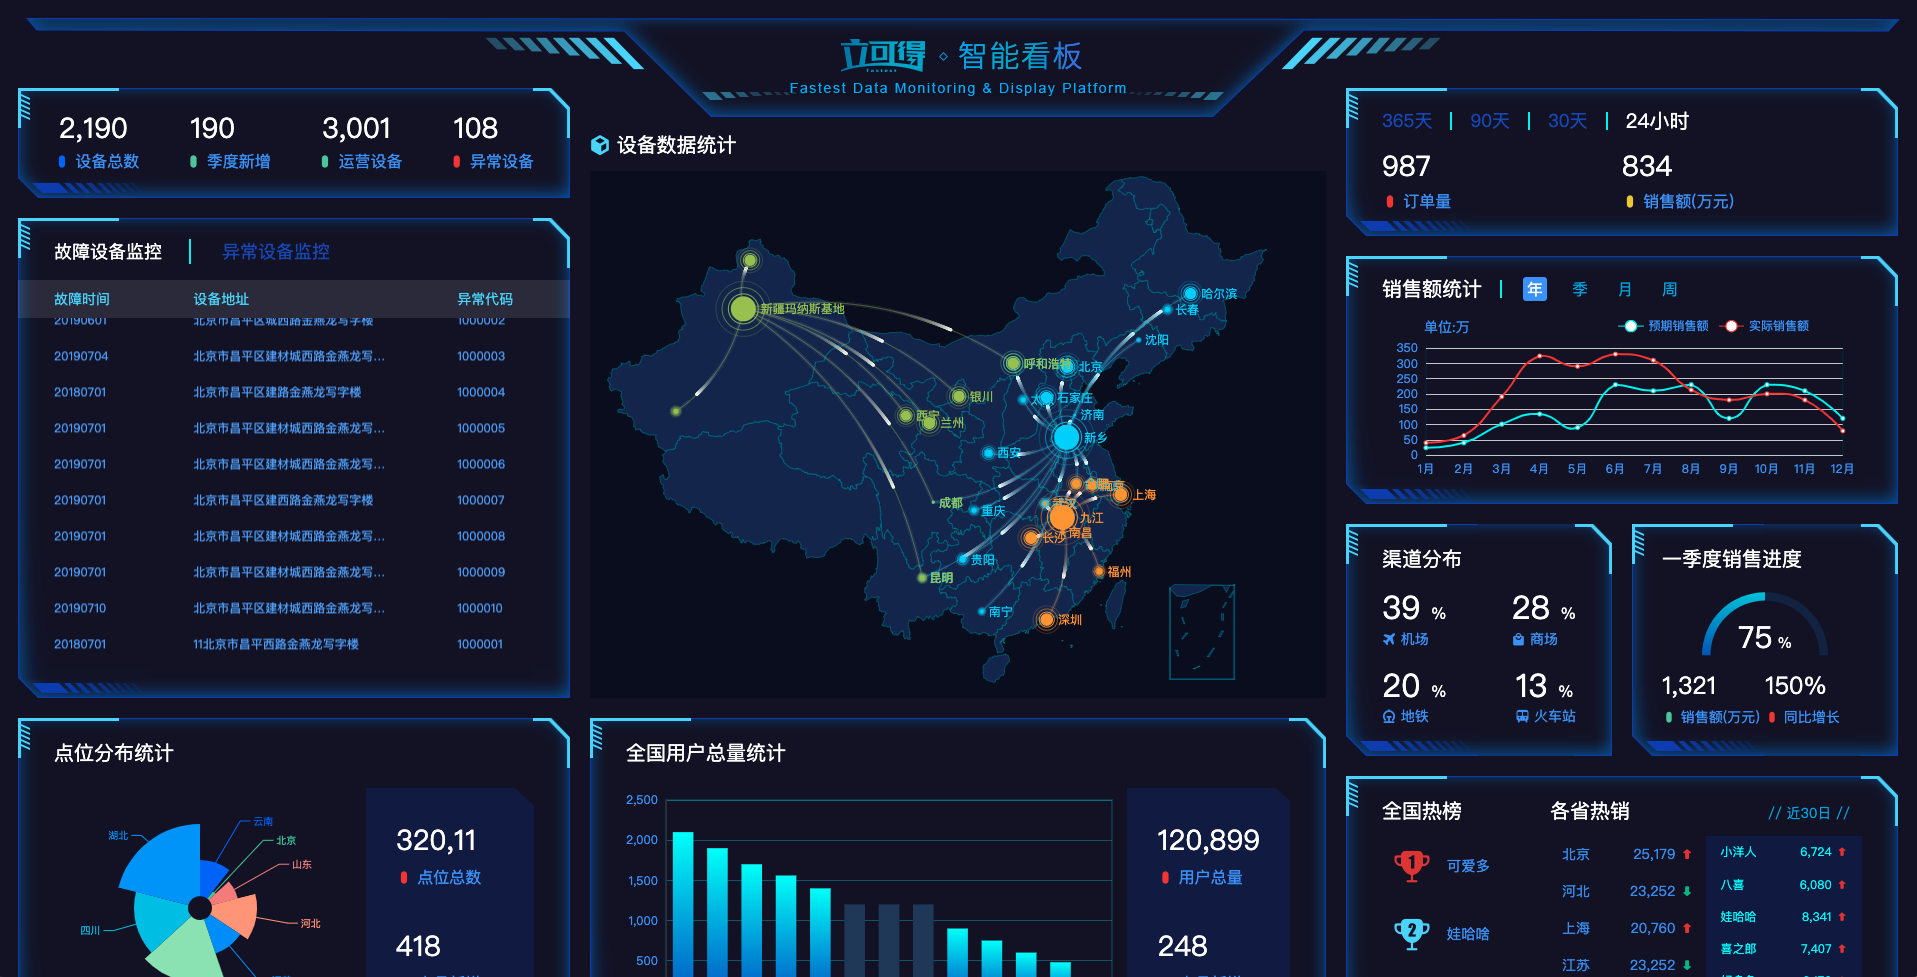 立可得 ◇ 智能看板
Fastest Data Monitoring & Display Platform
2,190 190 3,001 108
设备总数 季度新增 运营设备 异常设备
故障设备监控 异常设备监控
故障时间 设备地址 异常代码
20190601 北京市昌平区城西路金燕龙写字楼 1000002
20190704 北京市昌平区建材城西路金燕龙写... 1000003
20180701 北京市昌平区建路金燕龙写字楼 1000004
20190701 北京市昌平区建材城西路金燕龙写... 1000005
20190701 北京市昌平区建材城西路金燕龙写... 1000006
20190701 北京市昌平区建西路金燕龙写字楼 1000007
20190701 北京市昌平区建材城西路金燕龙写... 1000008
20190701 北京市昌平区建材城西路金燕龙写... 1000009
20190710 北京市昌平区建材城西路金燕龙写... 1000010
20180701 11北京市昌平西路金燕龙写字楼 1000001
点位分布统计
云南
湖北
北京
山东
河北
四川
320,11
点位总数
418
设备数据统计
哈尔滨
新疆玛纳斯基地
长春
沈阳
呼和浩特
北京
银川
石家庄
西宁
济南
兰州
新乡
西安
合肥
南京
上海
成都
武汉
重庆
九江
南昌
长沙
贵阳
福州
昆明
南宁
深圳
全国用户总量统计
2,500
2,000
1,500
1,000
500
120,899
用户总量
248
365天 90天 30天 24小时
987 834
订单量 销售额(万元)
销售额统计 年 季 月 周
单位:万 预期销售额 实际销售额
350
300
250
200
150
100
50
0
1月 2月 3月 4月 5月 6月 7月 8月 9月 10月 11月 12月
渠道分布
39 % 28 %
机场 商场
20 % 13 %
地铁 火车站
一季度销售进度
75 %
1,321 150%
销售额(万元) 同比增长
全国热榜
1 可爱多
2 娃哈啥
各省热销 // 近30日 //
北京 25,179
河北 23,252
上海 20,760
江苏 23,252
小洋人 6,724
八喜 6,080
娃哈哈 8,341
喜之郎 7,407